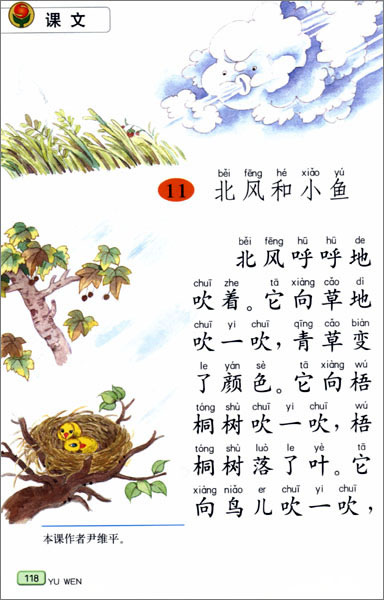 课文
běi fēng hé xiǎo yú
11 北风和小鱼
běi fēng hū hū de
北风呼呼地
chuī zhe tā xiàng cǎo dì
吹着。它向草地
chuī yi chuī qīng cǎo biàn
吹一吹，青草变
le yán sè tā xiàng wú
了颜色。它向梧
tóng shù chuī yi chuī wú
桐树吹一吹，梧
tóng shù luò le yè tā
桐树落了叶。它
xiàng niǎo er chuī yi chuī
向鸟儿吹一吹，
本课作者尹维平。
118 YU WEN